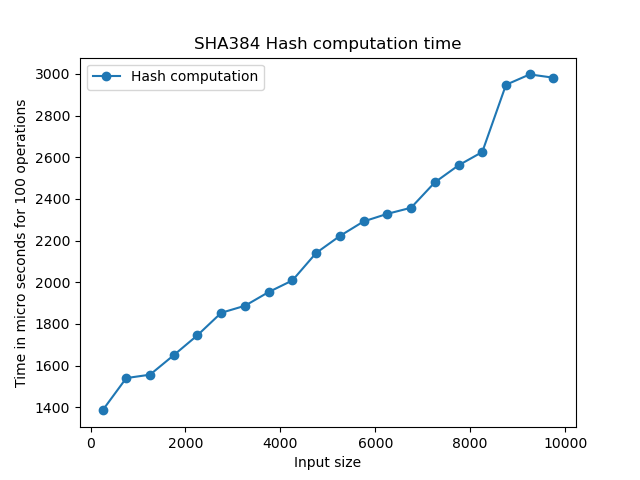 SHA384 Hash computation time
Hash computation
Time in micro seconds for 100 operations
3000
2800
2600
2400
2200
2000
1800
1600
1400
0 2000 4000 6000 8000 10000
Input size